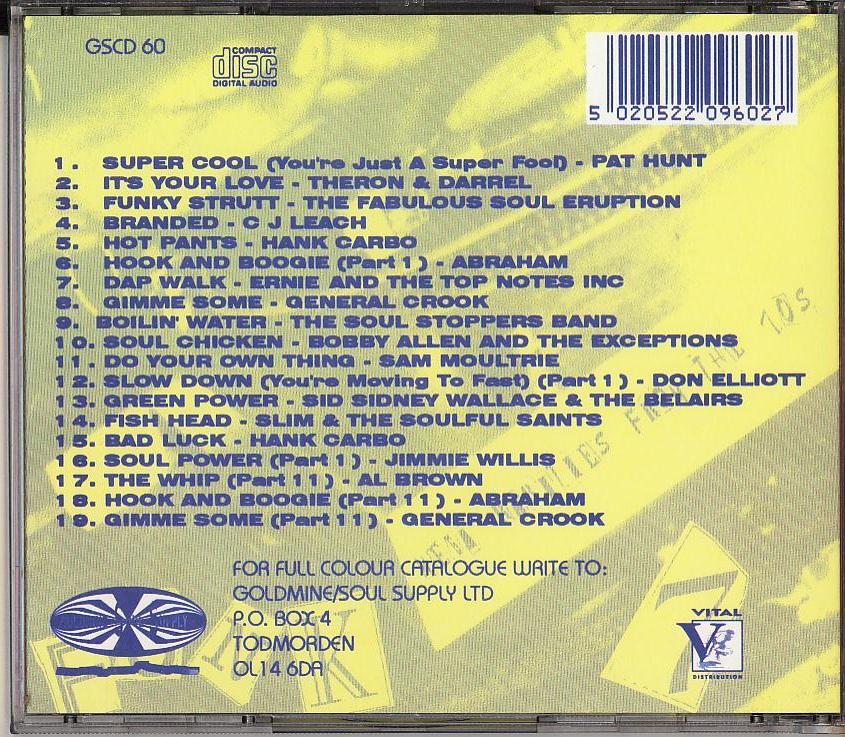 GSCD 60
COMPACT
disc
DIGITAL AUDIO
5 020522 096027
1. SUPER COOL (You're Just A Super Fool) - PAT HUNT
2. IT'S YOUR LOVE - THERON & DARREL
3. FUNKY STRUTT - THE FABULOUS SOUL ERUPTION
4. BRANDED - C J LEACH
5. HOT PANTS - HANK CARBO
6. HOOK AND BOOGIE (Part 1) - ABRAHAM
7. DAP WALK - ERNIE AND THE TOP NOTES INC
8. GIMME SOME - GENERAL CROOK
9. BOILIN' WATER - THE SOUL STOPPERS BAND
10. SOUL CHICKEN - BOBBY ALLEN AND THE EXCEPTIONS
11. DO YOUR OWN THING - SAM MOULTRIE
12. SLOW DOWN (You're Moving To Fast) (Part 1) - DON ELLIOTT
13. GREEN POWER - SID SIDNEY WALLACE & THE BELAIRS
14. FISH HEAD - SLIM & THE SOULFUL SAINTS
15. BAD LUCK - HANK CARBO
16. SOUL POWER (Part 1) - JIMMIE WILLIS
17. THE WHIP (Part 11) - AL BROWN
18. HOOK AND BOOGIE (Part 11) - ABRAHAM
19. GIMME SOME (Part 11) - GENERAL CROOK
THE 70s
FOR FULL COLOUR CATALOGUE WRITE TO:
GOLDMINE/SOUL SUPPLY LTD
P.O. BOX 4
TODMORDEN
OL14 6DA
VITAL
V
DISTRIBUTION
K
7